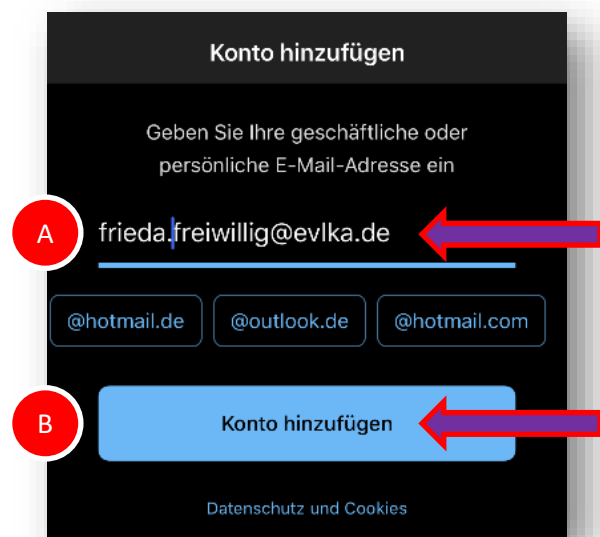 Konto hinzufügen
Geben Sie Ihre geschäftliche oder
persönliche E-Mail-Adresse ein
A
frieda.freiwillig@evlka.de
@hotmail.de @outlook.de @hotmail.com
B
Konto hinzufügen
Datenschutz und Cookies